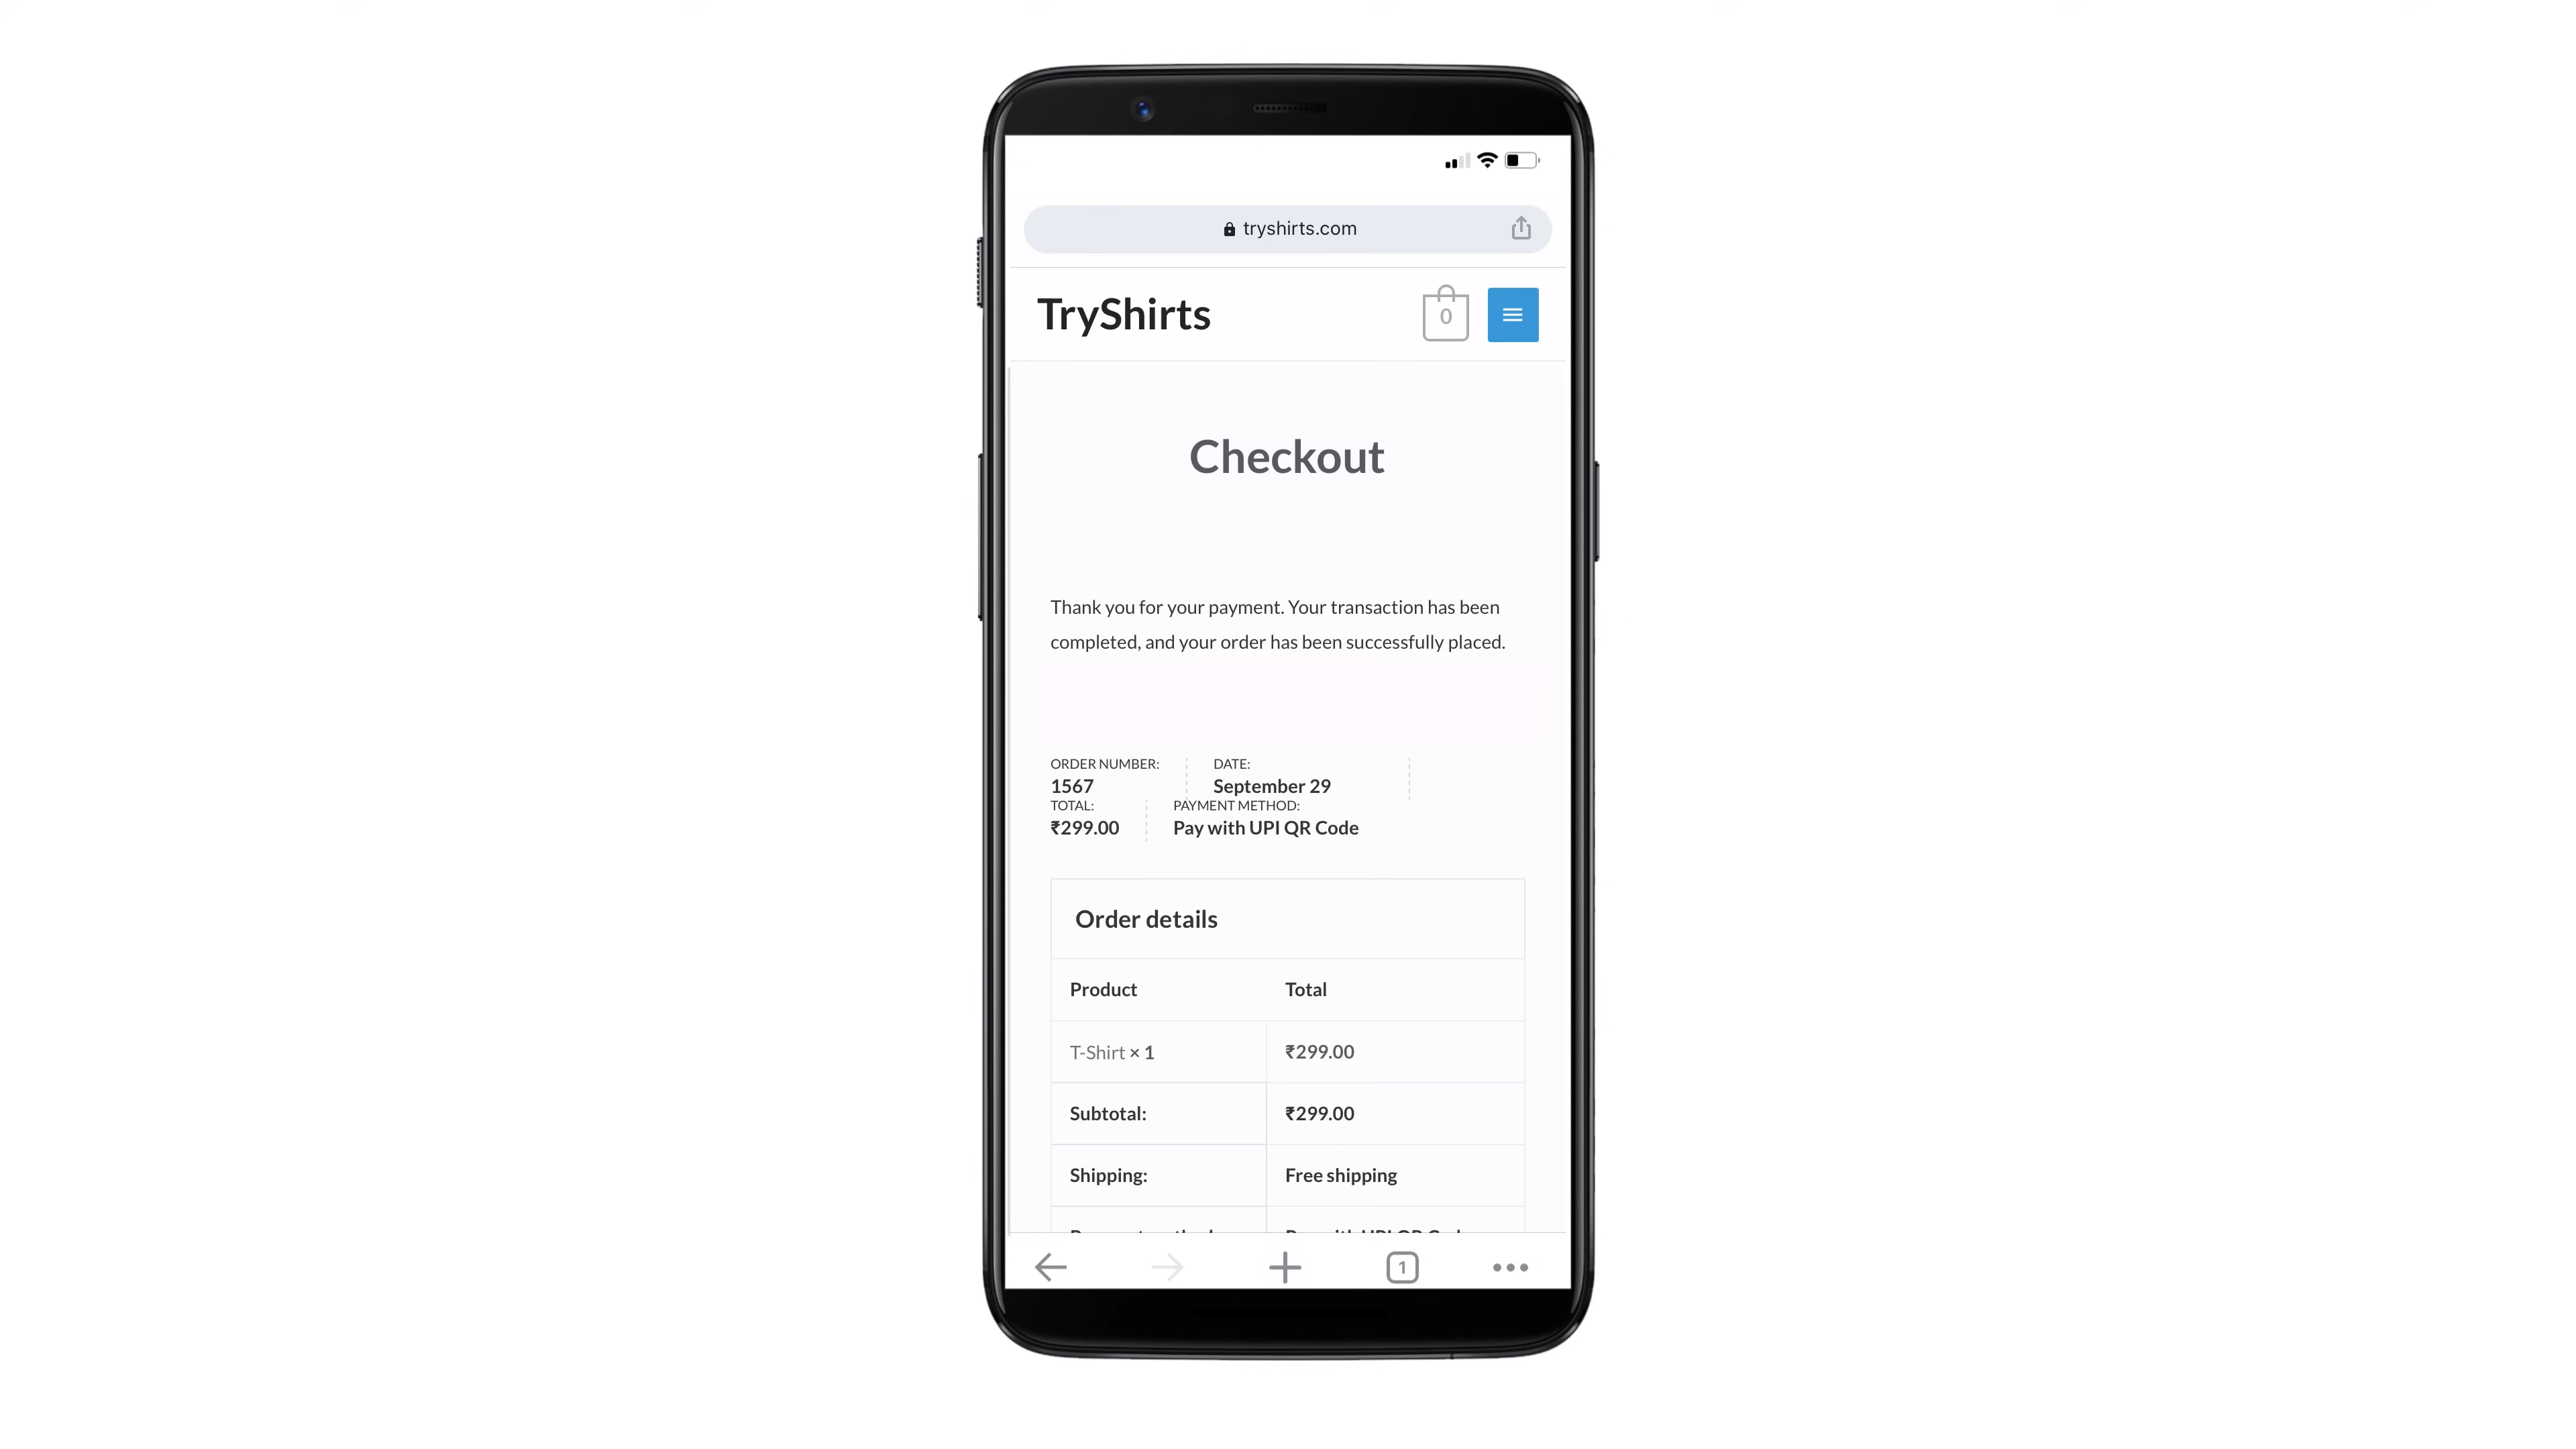 tryshirts.com
TryShirts
0
Checkout
Thank you for your payment. Your transaction has been
completed, and your order has been successfully placed.
ORDER NUMBER: DATE:
1567 September 29
TOTAL: PAYMENT METHOD:
₹299.00 Pay with UPI QR Code
Order details
Product Total
T-Shirt × 1 ₹299.00
Subtotal: ₹299.00
Shipping: Free shipping
1